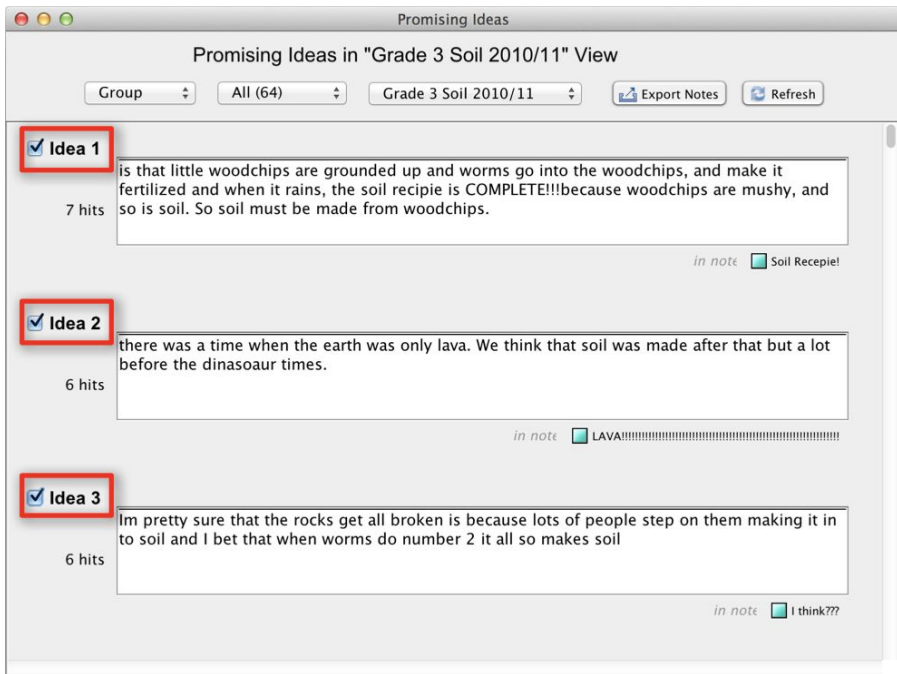 Promising Ideas
Promising Ideas in "Grade 3 Soil 2010/11" View
Group All (64) Grade 3 Soil 2010/11 Export Notes Refresh
Idea 1
is that little woodchips are grounded up and worms go into the woodchips, and make it
fertilized and when it rains, the soil recipie is COMPLETE!!!because woodchips are mushy, and
7 hits so is soil. So soil must be made from woodchips.
in note Soil Recepie!
Idea 2
there was a time when the earth was only lava. We think that soil was made after that but a lot
before the dinasoaur times.
6 hits
in note LAVA!!!!!!!!!!!!!!!!!!!!!!!!!!!!!!!!!!!!!!!!!!!!!!!!!!!!!!!!!!!!!!!!!
Idea 3
Im pretty sure that the rocks get all broken is because lots of people step on them making it in
to soil and I bet that when worms do number 2 it all so makes soil
6 hits
in note I think???